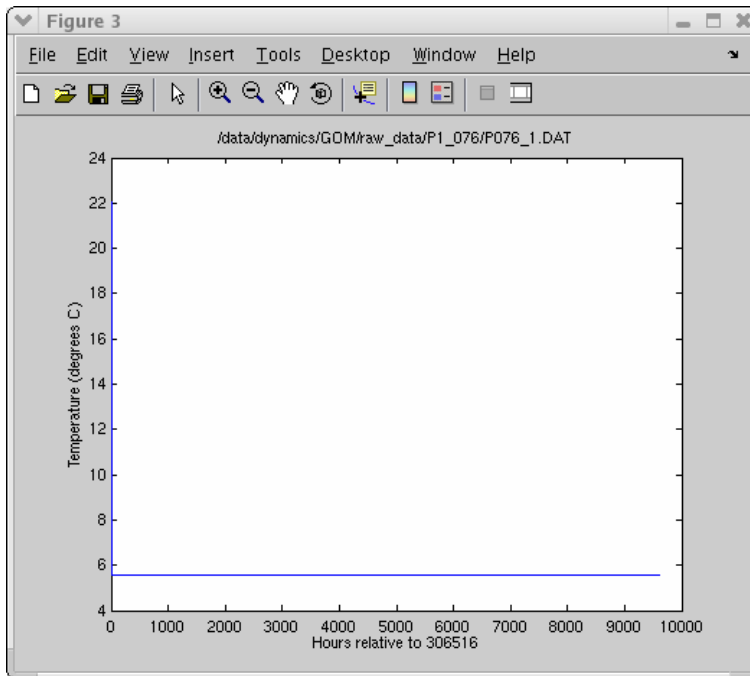 Figure 3
File Edit View Insert Tools Desktop Window Help
/data/dynamics/GOM/raw_data/P1_076/P076_1.DAT
24
22
20
18
16
14
12
10
8
6
4
Temperature (degrees C)
0 1000 2000 3000 4000 5000 6000 7000 8000 9000 10000
Hours relative to 306516